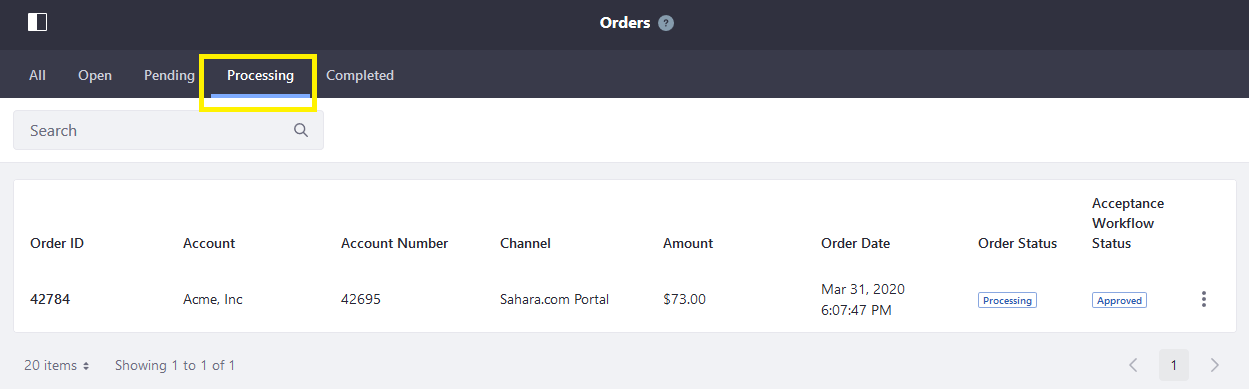 Orders ?
All Open Pending Processing Completed
Search
Order ID Account Account Number Channel Amount Order Date Order Status Acceptance Workflow Status
42784 Acme, Inc 42695 Sahara.com Portal $73.00 Mar 31, 2020 6:07:47 PM Processing Approved
20 items Showing 1 to 1 of 1 1